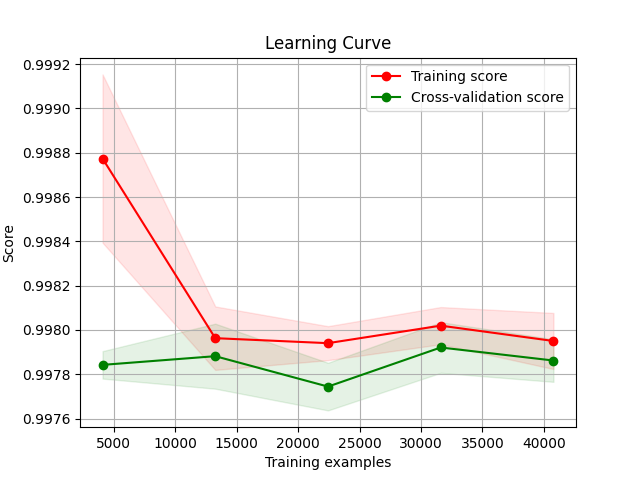 Learning Curve
Training score
Cross-validation score
0.9992
0.9990
0.9988
0.9986
0.9984
0.9982
0.9980
0.9978
0.9976
Score
5000 10000 15000 20000 25000 30000 35000 40000
Training examples